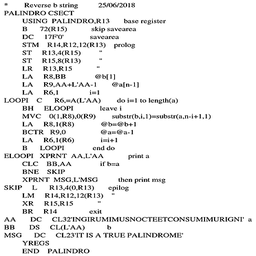 *        Reverse b string        25/06/2018
PALINDRO CSECT
         USING  PALINDRO,R13      base register
         B      72(R15)           skip savearea
         DC     17F'0'            savearea
         STM    R14,R12,12(R13)   prolog
         ST     R13,4(R15)        "
         ST     R15,8(R13)        "
         LR     R13,R15           "
         LA     R8,BB             @b[1]
         LA     R9,AA+L'AA-1      @a[n-1]
         LA     R6,1              i=1
LOOPI    C      R6,=A(L'AA)       do i=1 to length(a)
         BH     ELOOPI            leave i
         MVC    0(1,R8),0(R9)     substr(b,i,1)=substr(a,n-i+1,1)
         LA     R8,1(R8)          @b=@b+1
         BCTR   R9,0              @a=@a-1
         LA     R6,1(R6)          i=i+1
         B      LOOPI             end do
ELOOPI   XPRNT  AA,L'AA           print a
         CLC    BB,AA             if b=a
         BNE    SKIP
         XPRNT  MSG,L'MSG         then print msg
SKIP     L      R13,4(0,R13)      epilog
         LM     R14,R12,12(R13)   "
         XR     R15,R15           "
         BR     R14               exit
AA       DC     CL32'INGIRUMIMUSNOCTEETCONSUMIMURIGNI'  a
BB       DS     CL(L'AA)          b
MSG      DC     CL23'IT IS A TRUE PALINDROME'
         YREGS
         END    PALINDRO